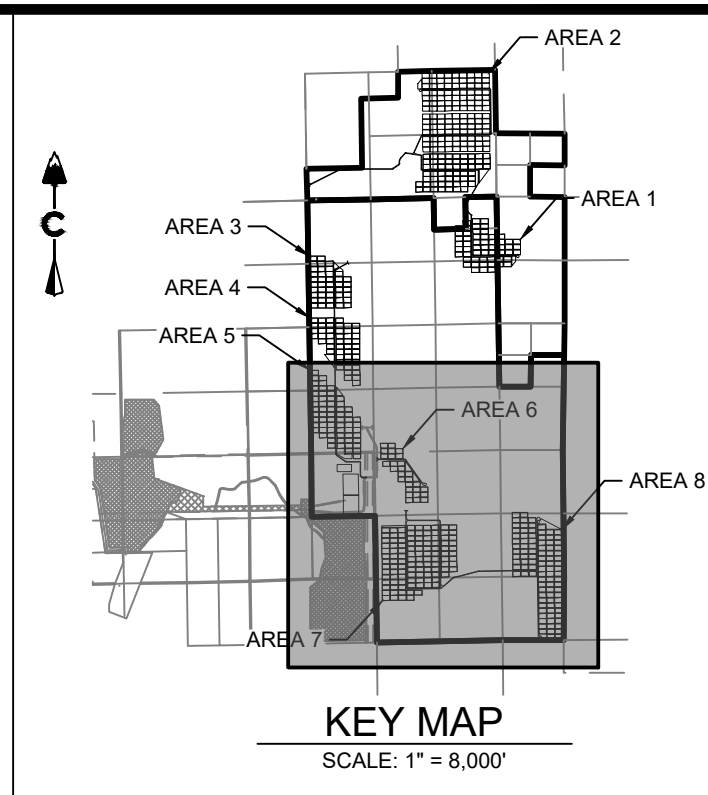 AREA 2
AREA 1
AREA 3
AREA 4
AREA 5
AREA 6
AREA 8
AREA 7
KEY MAP
SCALE: 1" = 8,000'